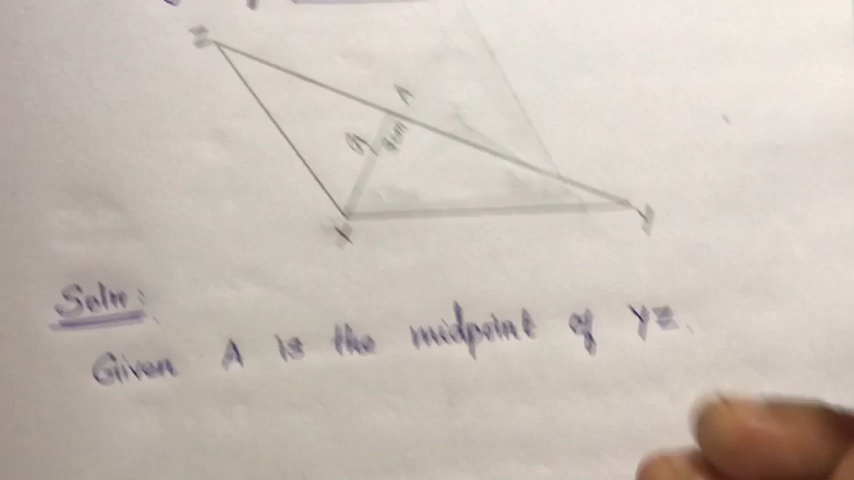 Z
A
G
X
Y
Soln:
Given A is the midpoint of YZ.